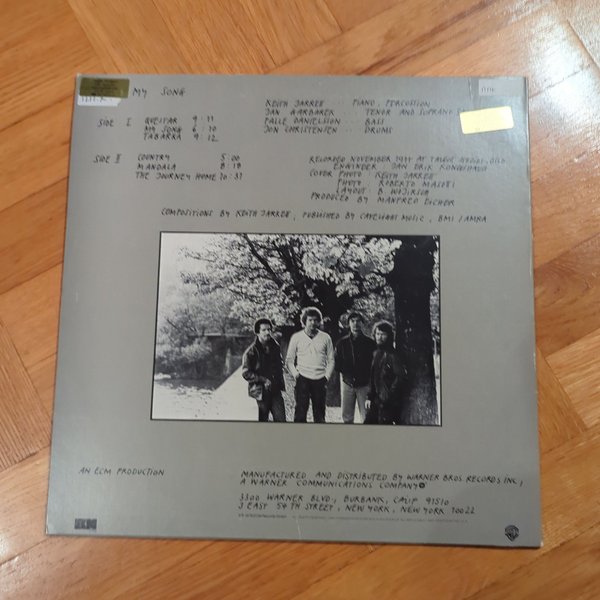 MY SONG
KEITH JARRETT ... PIANO, PERCUSSION
JAN GARBAREK ... TENOR AND SOPRANO
PALLE DANIELSSON .. BASS
JON CHRISTENSEN .. DRUMS
SIDE I QUESTAR 9:11
MY SONG 6:10
TABARKA 9:12
SIDE II COUNTRY 5:00
MANDALA 8:19
THE JOURNEY HOME 10:31
RECORDED NOVEMBER 1977 AT TALENT STUDIOS, OSLO
ENGINEER: JAN ERIK KONGSHAUG
COVER PHOTO: KEITH JARRETT
PHOTO: ROBERTO MASOTTI
LAYOUT: B. WOJIRSCH
PRODUCED BY MANFRED EICHER
COMPOSITIONS BY KEITH JARRETT, PUBLISHED BY CAVELIGHT MUSIC, BMI / AMRA
AN ECM PRODUCTION
MANUFACTURED AND DISTRIBUTED BY WARNER BROS RECORDS INC.,
A WARNER COMMUNICATIONS COMPANY
3300 WARNER BLVD., BURBANK, CALIF 91510
3 EAST 54TH STREET, NEW YORK, NEW YORK 10022
ECM